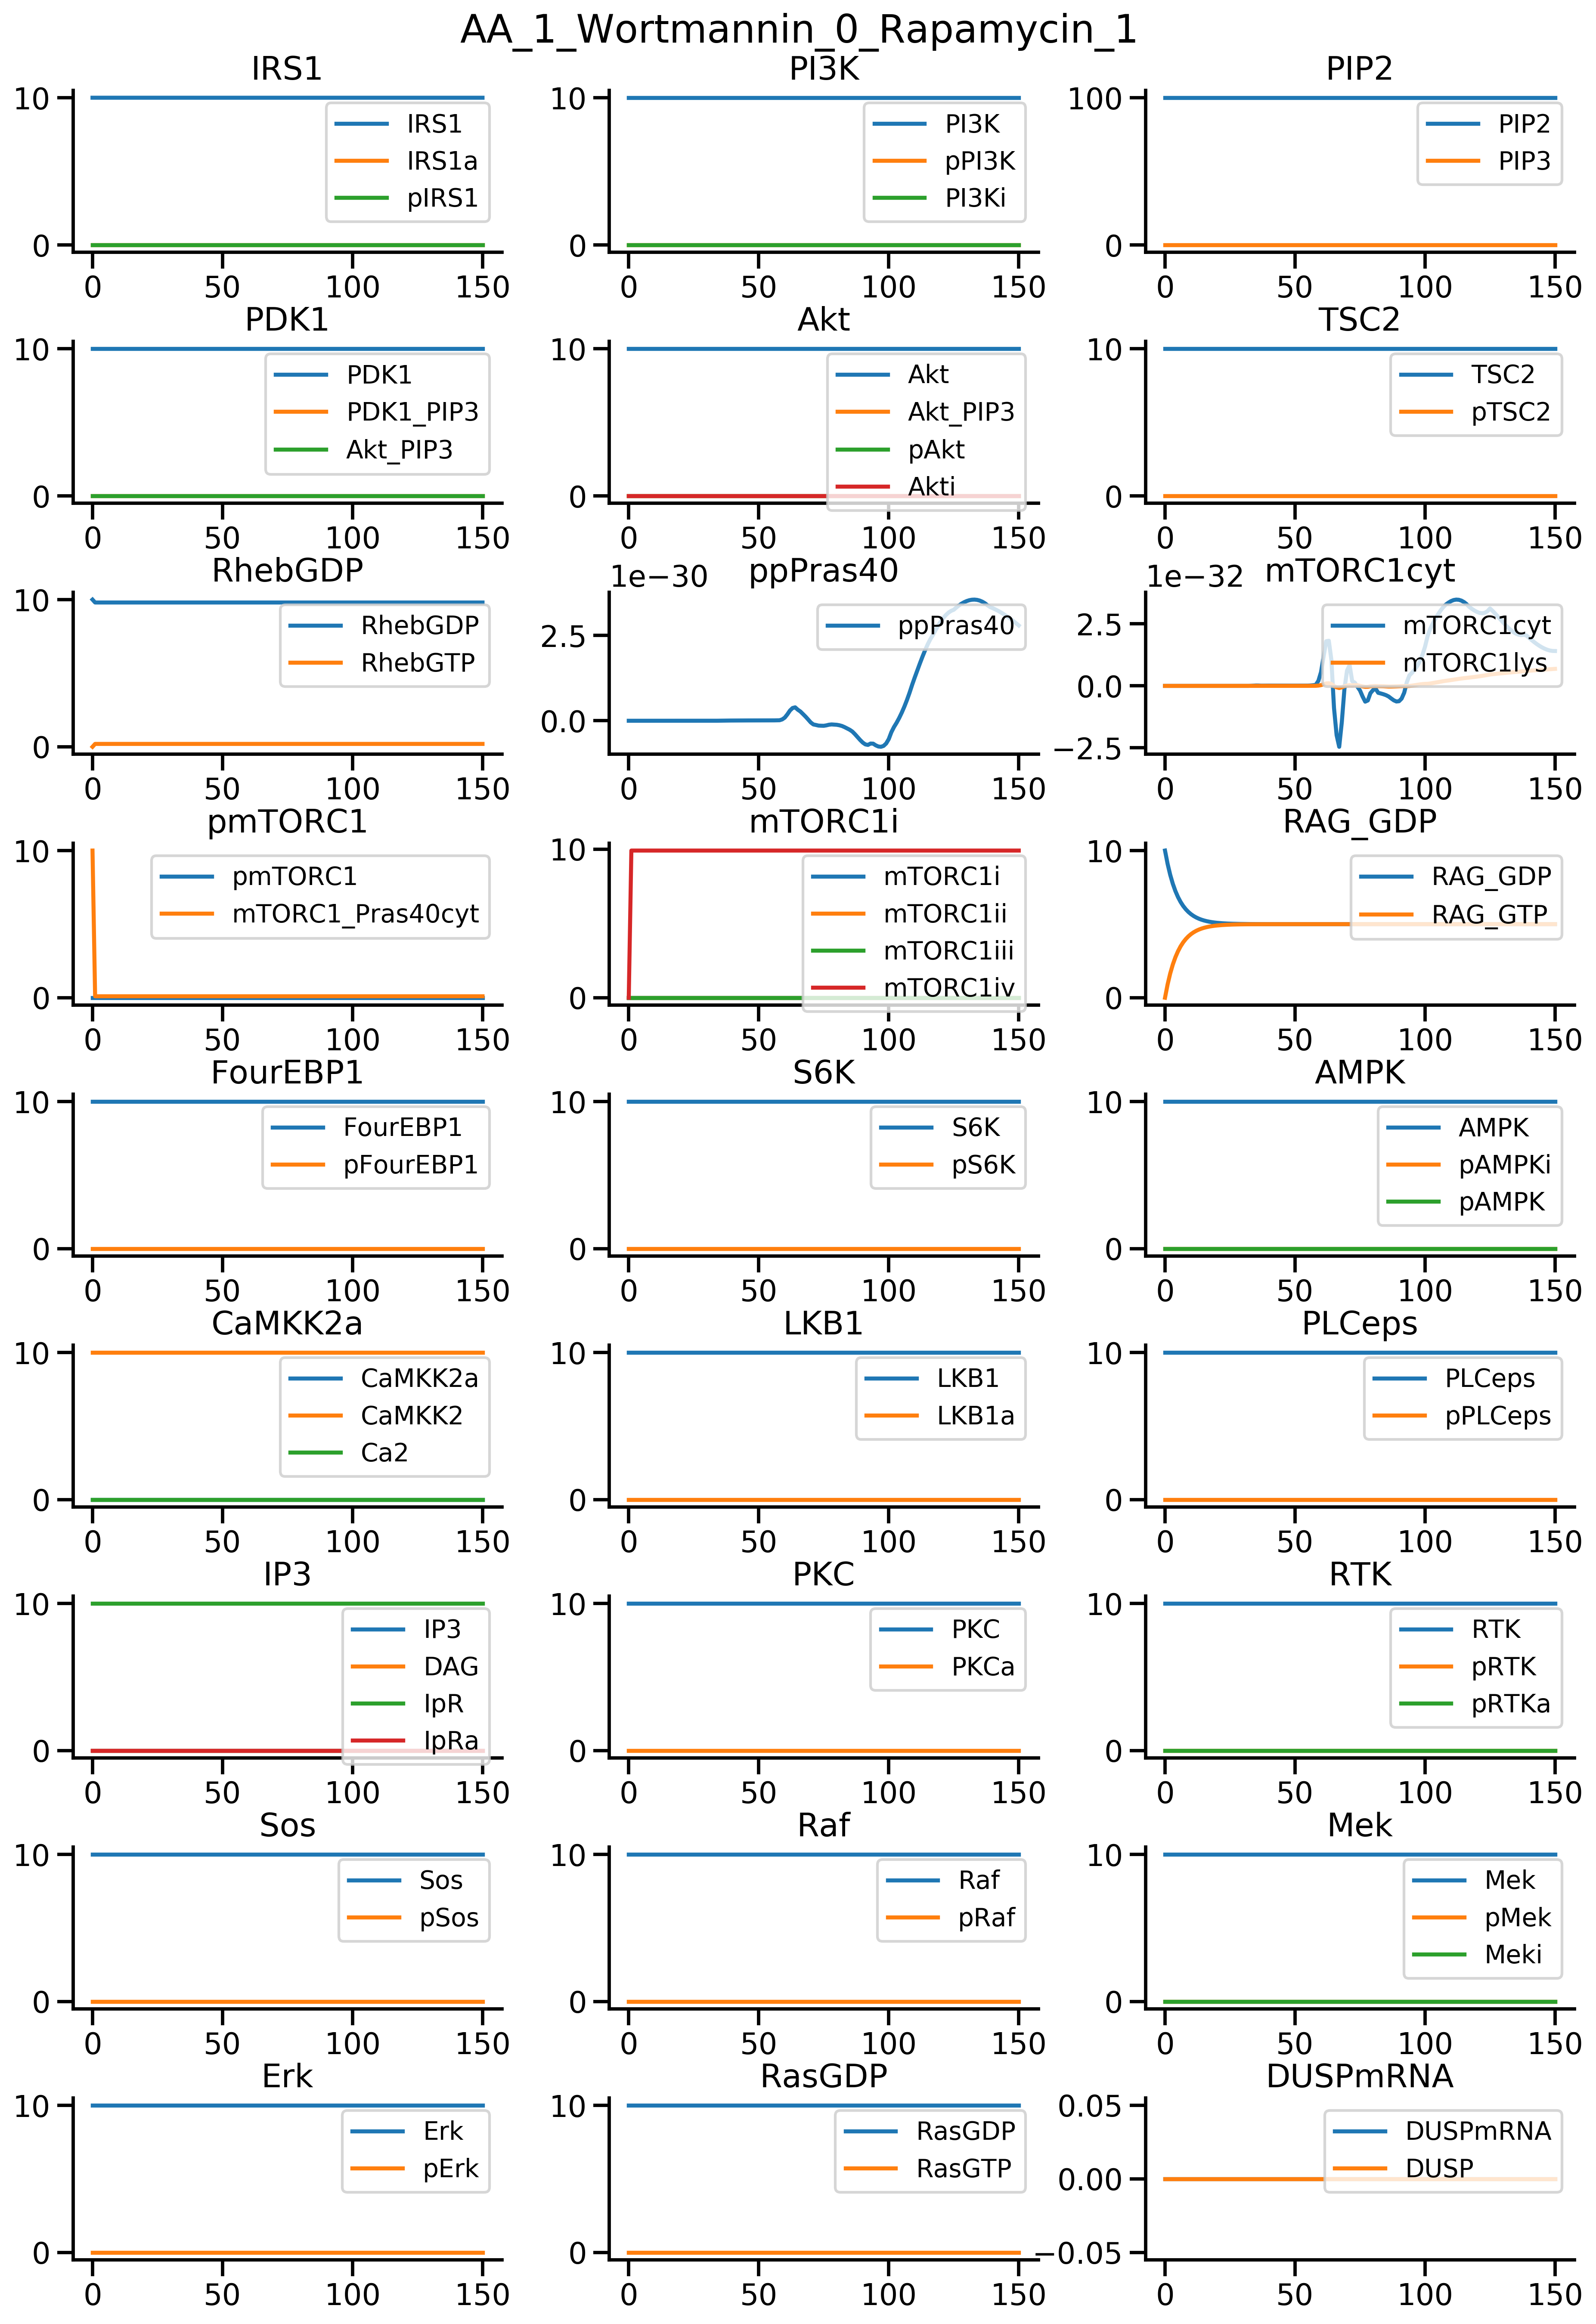 AA_1_Wortmannin_0_Rapamycin_1
IRS1 PI3K PIP2
10 10 100
IRS1 PI3K PIP2
IRS1a pPI3K PIP3
pIRS1 PI3Ki
0 0 0
0 50 100 150 0 50 100 150 0 50 100 150
PDK1 Akt TSC2
10 10 10
PDK1 Akt TSC2
PDK1_PIP3 Akt_PIP3 pTSC2
Akt_PIP3 pAkt
Akti
0 0 0
0 50 100 150 0 50 100 150 0 50 100 150
RhebGDP 1e−30 ppPras40 1e−32 mTORC1cyt
10 2.5 2.5
RhebGDP ppPras40 mTORC1cyt
RhebGTP mTORC1lys
0 0.0 0.0
−2.5
0 50 100 150 0 50 100 150 0 50 100 150
pmTORC1 mTORC1i RAG_GDP
10 10 10
pmTORC1 mTORC1i RAG_GDP
mTORC1_Pras40cyt mTORC1ii RAG_GTP
mTORC1iii
mTORC1iv
0 0 0
0 50 100 150 0 50 100 150 0 50 100 150
FourEBP1 S6K AMPK
10 10 10
FourEBP1 S6K AMPK
pFourEBP1 pS6K pAMPKi
pAMPK
0 0 0
0 50 100 150 0 50 100 150 0 50 100 150
CaMKK2a LKB1 PLCeps
10 10 10
CaMKK2a LKB1 PLCeps
CaMKK2 LKB1a pPLCeps
Ca2
0 0 0
0 50 100 150 0 50 100 150 0 50 100 150
IP3 PKC RTK
10 10 10
IP3 PKC RTK
DAG PKCa pRTK
IpR pRTKa
IpRa
0 0 0
0 50 100 150 0 50 100 150 0 50 100 150
Sos Raf Mek
10 10 10
Sos Raf Mek
pSos pRaf pMek
Meki
0 0 0
0 50 100 150 0 50 100 150 0 50 100 150
Erk RasGDP DUSPmRNA
10 10 0.05
Erk RasGDP DUSPmRNA
pErk RasGTP DUSP
0.00
0 0 −0.05
0 50 100 150 0 50 100 150 0 50 100 150